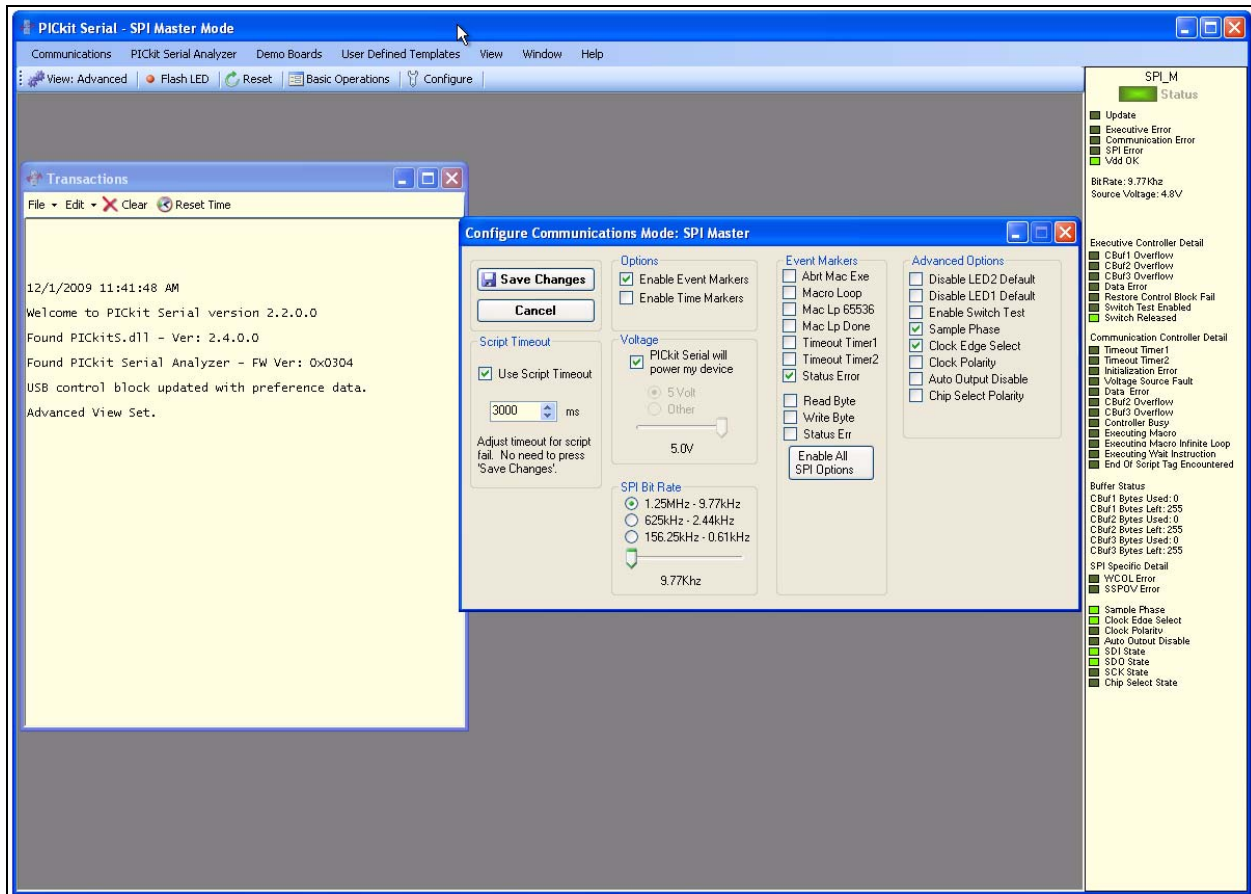 PICkit Serial - SPI Master Mode
Communications PICkit Serial Analyzer Demo Boards User Defined Templates View Window Help
View: Advanced Flash LED Reset Basic Operations Configure
Transactions
File Edit Clear Reset Time
12/1/2009 11:41:48 AM
Welcome to PICkit Serial version 2.2.0.0
Found PICkitS.dll - Ver: 2.4.0.0
Found PICkit Serial Analyzer - FW Ver: 0x0304
USB control block updated with preference data.
Advanced View Set.
Configure Communications Mode: SPI Master
Save Changes
Cancel
Script Timeout
Use Script Timeout
3000 ms
Adjust timeout for script
fail. No need to press
'Save Changes'.
Options
Enable Event Markers
Enable Time Markers
Voltage
PICkit Serial will
power my device
5 Volt
Other
5.0V
SPI Bit Rate
1.25MHz - 9.77kHz
625kHz - 2.44kHz
156.25kHz - 0.61kHz
9.77Khz
Event Markers
Abrt Mac Exe
Macro Loop
Mac Lp 65536
Mac Lp Done
Timeout Timer1
Timeout Timer2
Status Error
Read Byte
Write Byte
Status Err
Enable All
SPI Options
Advanced Options
Disable LED2 Default
Disable LED1 Default
Enable Switch Test
Sample Phase
Clock Edge Select
Clock Polarity
Auto Output Disable
Chip Select Polarity
SPI_M
Status
Update
Executive Error
Communication Error
SPI Error
Vdd OK
BitRate: 9.77Khz
Source Voltage: 4.8V
Executive Controller Detail
CBuf1 Overflow
CBuf2 Overflow
CBuf3 Overflow
Data Error
Restore Control Block Fail
Switch Test Enabled
Switch Released
Communication Controller Detail
Timeout Timer1
Timeout Timer2
Initialization Error
Voltage Source Fault
Data Error
CBuf2 Overflow
CBuf3 Overflow
Controller Busy
Executing Macro
Executing Macro Infinite Loop
Executing Wait Instruction
End Of Script Tag Encountered
Buffer Status
CBuf1 Bytes Used: 0
CBuf1 Bytes Left: 255
CBuf2 Bytes Used: 0
CBuf2 Bytes Left: 255
CBuf3 Bytes Used: 0
CBuf3 Bytes Left: 255
SPI Specific Detail
WCOL Error
SSPOV Error
Sample Phase
Clock Edge Select
Clock Polarity
Auto Output Disable
SDI State
SDO State
SCK State
Chip Select State